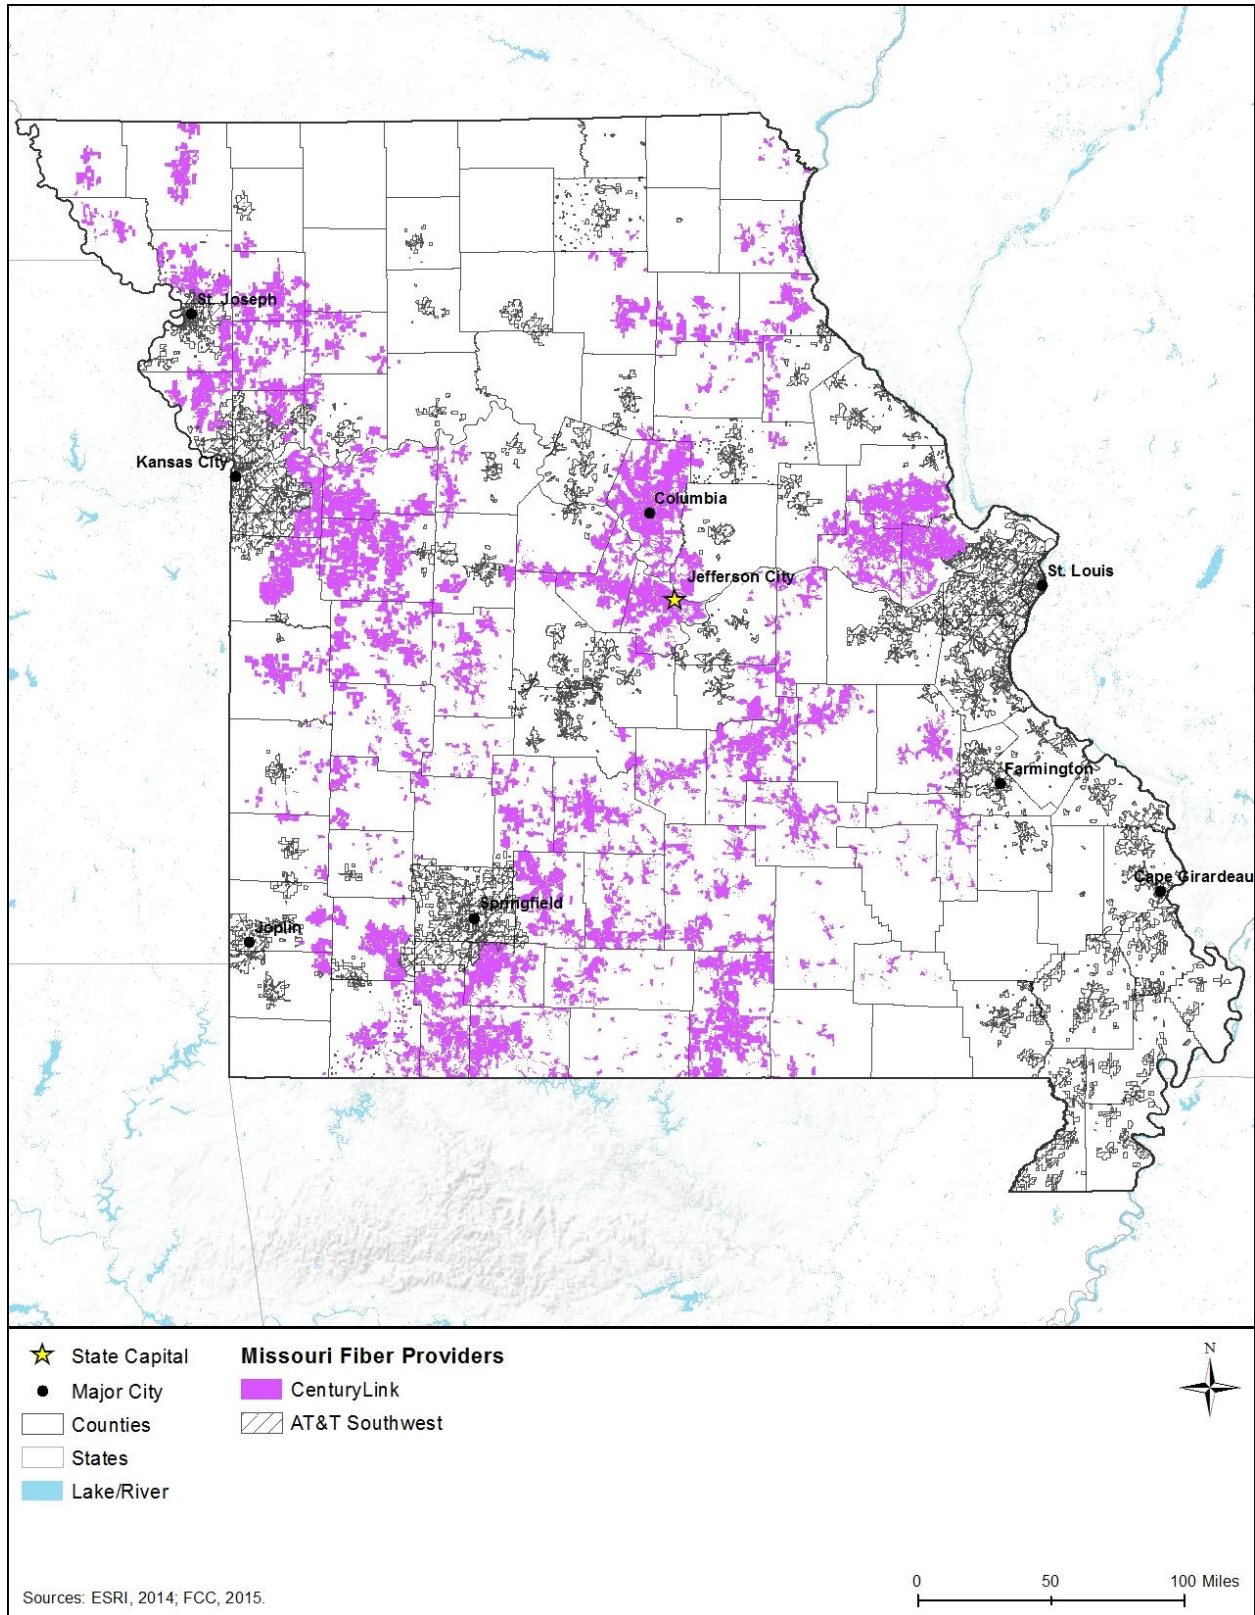 St. Joseph
Kansas City
Columbia
Jefferson City
St. Louis
Farmington
Cape Girardeau
Springfield
Joplin
State Capital
Major City
Counties
States
Lake/River
Missouri Fiber Providers
CenturyLink
AT&T Southwest
N
0 50 100 Miles
Sources: ESRI, 2014; FCC, 2015.